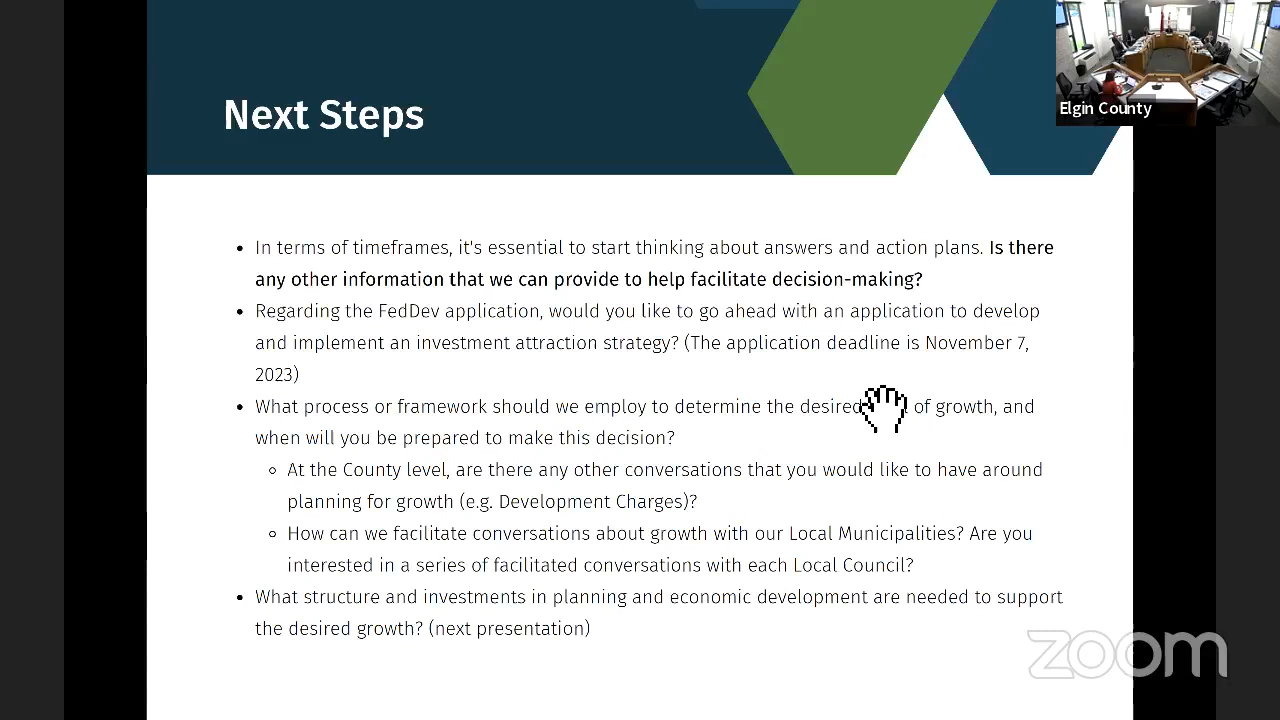 Next Steps
Elgin County
• In terms of timeframes, it's essential to start thinking about answers and action plans. Is there
any other information that we can provide to help facilitate decision-making?
• Regarding the FedDev application, would you like to go ahead with an application to develop
and implement an investment attraction strategy? (The application deadline is November 7,
2023)
• What process or framework should we employ to determine the desired of growth, and
when will you be prepared to make this decision?
◦ At the County level, are there any other conversations that you would like to have around
planning for growth (e.g. Development Charges)?
◦ How can we facilitate conversations about growth with our Local Municipalities? Are you
interested in a series of facilitated conversations with each Local Council?
• What structure and investments in planning and economic development are needed to support
the desired growth? (next presentation)
zoom